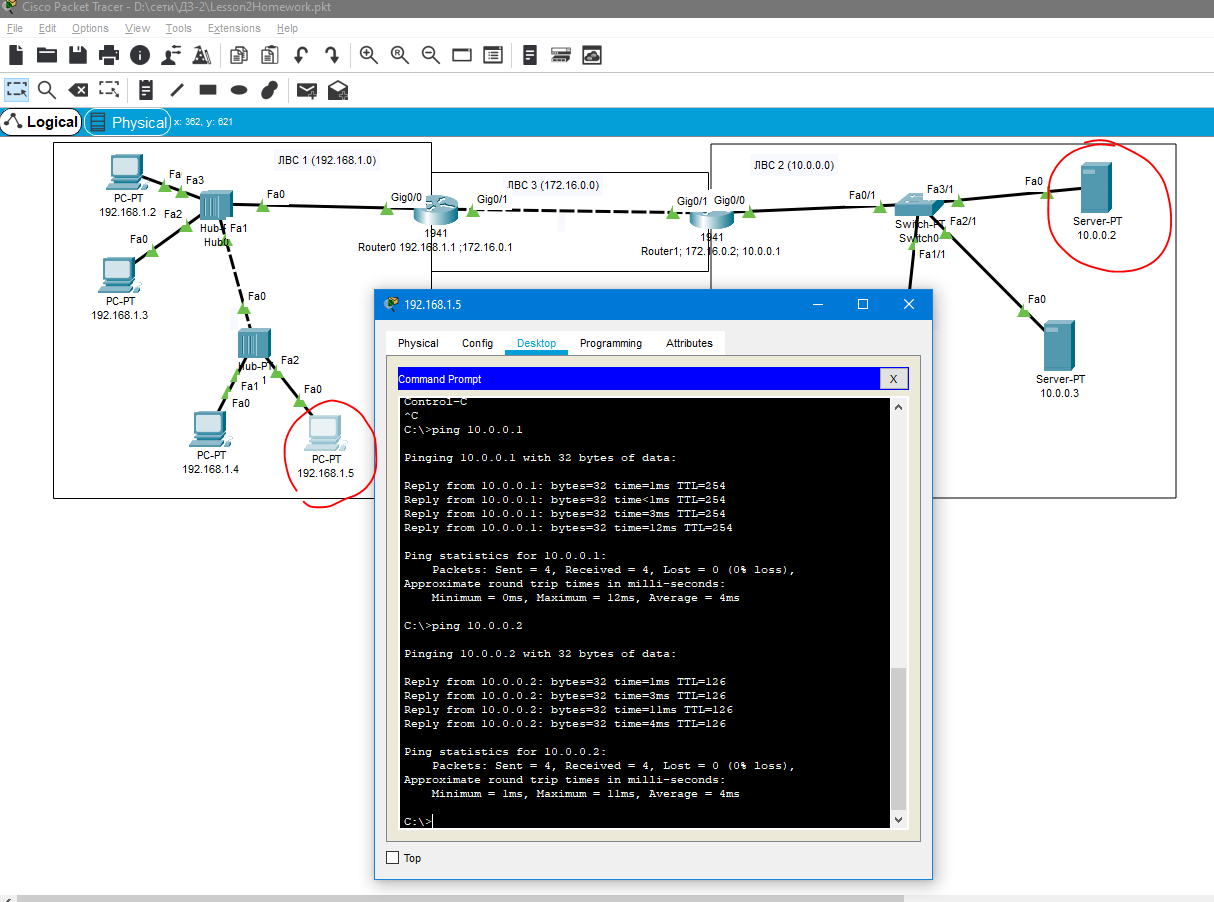 Cisco Packet Tracer - D:\сети\ДЗ-2\Lesson2Homework.pkt
File Edit Options View Tools Extensions Help
Logical Physical x: 362, y: 621
ЛВС 1 (192.168.1.0)
Fa
Fa3
PC-PT
192.168.1.2
Fa2
Fa0
Hub-
Fa1
Hub0
Fa0
PC-PT
192.168.1.3
Fa0
Hub-PT
1
Fa2
Fa1
Fa0
Fa0
PC-PT
192.168.1.4
PC-PT
192.168.1.5
ЛВС 3 (172.16.0.0)
Gig0/0
Gig0/1
1941
Router0 192.168.1.1 ;172.16.0.1
Gig0/1
Gig0/0
1941
Router1; 172.16.0.2; 10.0.0.1
ЛВС 2 (10.0.0.0)
Fa0/1
Fa3/1
Switch-PT
Switch0
Fa2/1
Fa1/1
Fa0
Server-PT
10.0.0.2
Fa0
Server-PT
10.0.0.3
192.168.1.5
Physical Config Desktop Programming Attributes
Command Prompt
X
Control-C
^C
C:\>ping 10.0.0.1
Pinging 10.0.0.1 with 32 bytes of data:
Reply from 10.0.0.1: bytes=32 time=1ms TTL=254
Reply from 10.0.0.1: bytes=32 time<1ms TTL=254
Reply from 10.0.0.1: bytes=32 time=3ms TTL=254
Reply from 10.0.0.1: bytes=32 time=12ms TTL=254
Ping statistics for 10.0.0.1:
Packets: Sent = 4, Received = 4, Lost = 0 (0% loss),
Approximate round trip times in milli-seconds:
Minimum = 0ms, Maximum = 12ms, Average = 4ms
C:\>ping 10.0.0.2
Pinging 10.0.0.2 with 32 bytes of data:
Reply from 10.0.0.2: bytes=32 time=1ms TTL=126
Reply from 10.0.0.2: bytes=32 time=3ms TTL=126
Reply from 10.0.0.2: bytes=32 time=11ms TTL=126
Reply from 10.0.0.2: bytes=32 time=4ms TTL=126
Ping statistics for 10.0.0.2:
Packets: Sent = 4, Received = 4, Lost = 0 (0% loss),
Approximate round trip times in milli-seconds:
Minimum = 1ms, Maximum = 11ms, Average = 4ms
C:\>
Top